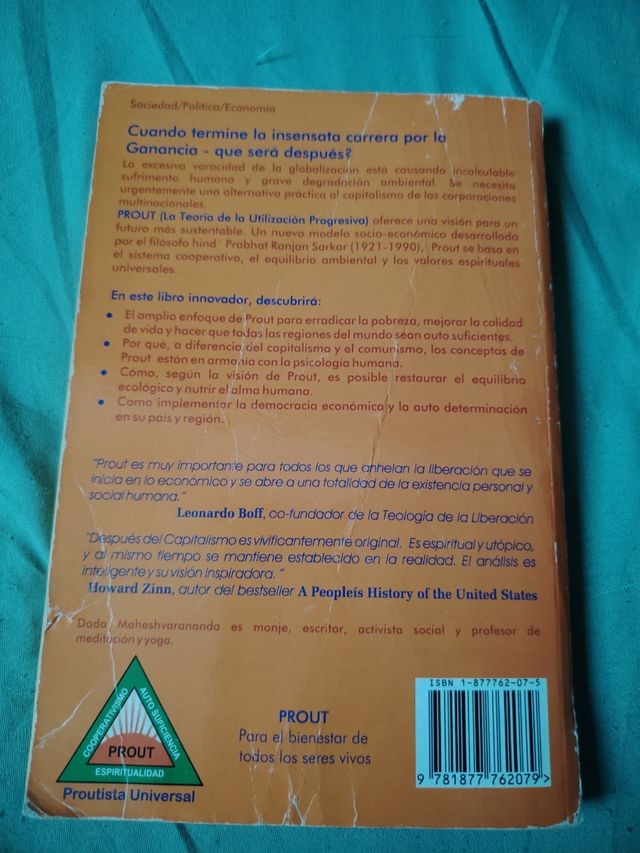 Sociedad/Política/Economía
Cuando termine la insensata carrera por la
Ganancia - que será después?
La excesiva voracidad de la globalización está causando incalculable
sufrimiento humano y grave degradación ambiental. Se necesita
urgentemente una alternativa práctica al capitalismo de las corporaciones
multinacionales.
PROUT (La Teoría de la Utilización Progresiva) oferece una visión para un
futuro más sustentable. Un nuevo modelo socio-económico desarrollado
por el filósofo hind˙ Prabhat Ranjan Sarkar (1921-1990), Prout se basa en
el sistema cooperativo, el equilibrio ambiental y los valores espirituales
universales.
En este libro innovador, descubrirá:
• El amplio enfoque de Prout para erradicar la pobreza, mejorar la calidad
de vida y hacer que todas las regiones del mundo sean auto suficientes.
• Por qué, a diferencia del capitalismo y el comunismo, los conceptos de
Prout están en armonía con la psicología humana.
• Cómo, según la visión de Prout, es posible restaurar el equilibrio
ecológico y nutrir el alma humana.
• Como implementar la democracia económica y la auto determinación
en su país y región.
"Prout es muy importante para todos los que anhelan la liberación que se
inicia en lo económico y se abre a una totalidad de la existencia personal y
social humana."
Leonardo Boff, co-fundador de la Teología de la Liberación
"Después del Capitalismo es vivificantemente original. Es espiritual y utópico,
y al mismo tiempo se mantiene establecido en la realidad. El análisis es
inteligente y su visión inspiradora. "
Howard Zinn, autor del bestseller A Peopleís History of the United States
Dada Maheshvarananda es monje, escritor, activista social y profesor de
meditación y yoga.
COOPERATIVISMO
AUTO SUFICIENCIA
PROUT
ESPIRITUALIDAD
Proutista Universal
PROUT
Para el bienéstar de
todos los seres vivos
ISBN 1-877762-07-5
9 781877 762079>